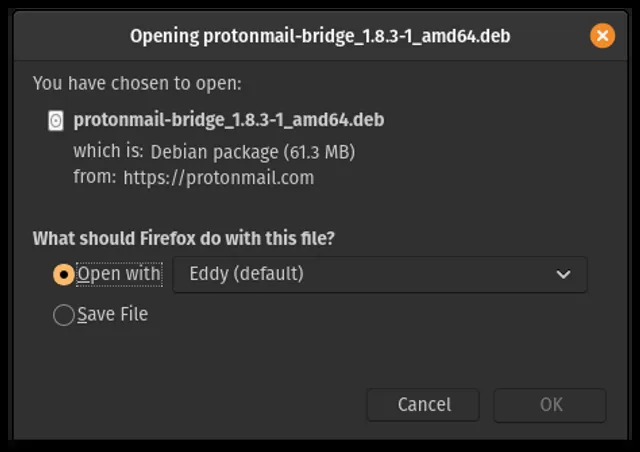 Opening protonmail-bridge_1.8.3-1_amd64.deb
You have chosen to open:
protonmail-bridge_1.8.3-1_amd64.deb
which is: Debian package (61.3 MB)
from: https://protonmail.com
What should Firefox do with this file?
Open with Eddy (default)
Save File
Cancel OK